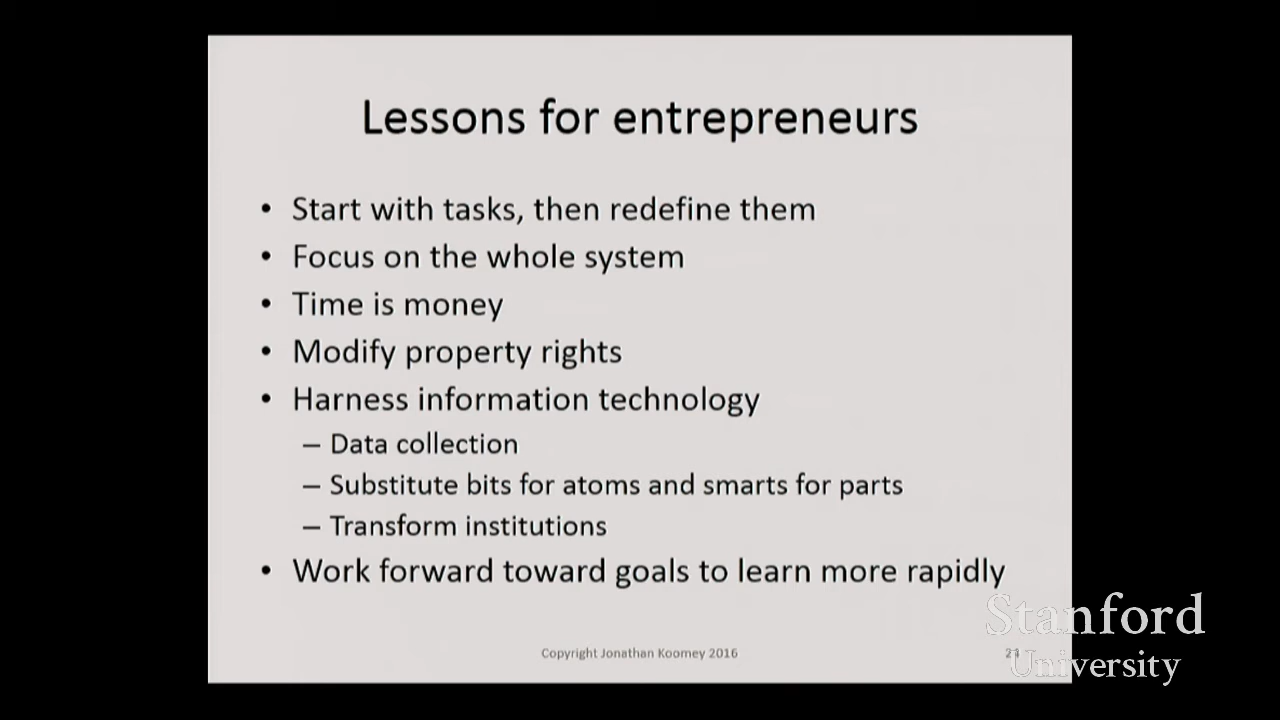 Lessons for entrepreneurs
• Start with tasks, then redefine them
• Focus on the whole system
• Time is money
• Modify property rights
• Harness information technology
– Data collection
– Substitute bits for atoms and smarts for parts
– Transform institutions
• Work forward toward goals to learn more rapidly
Copyright Jonathan Koomey 2016
Stanford
University